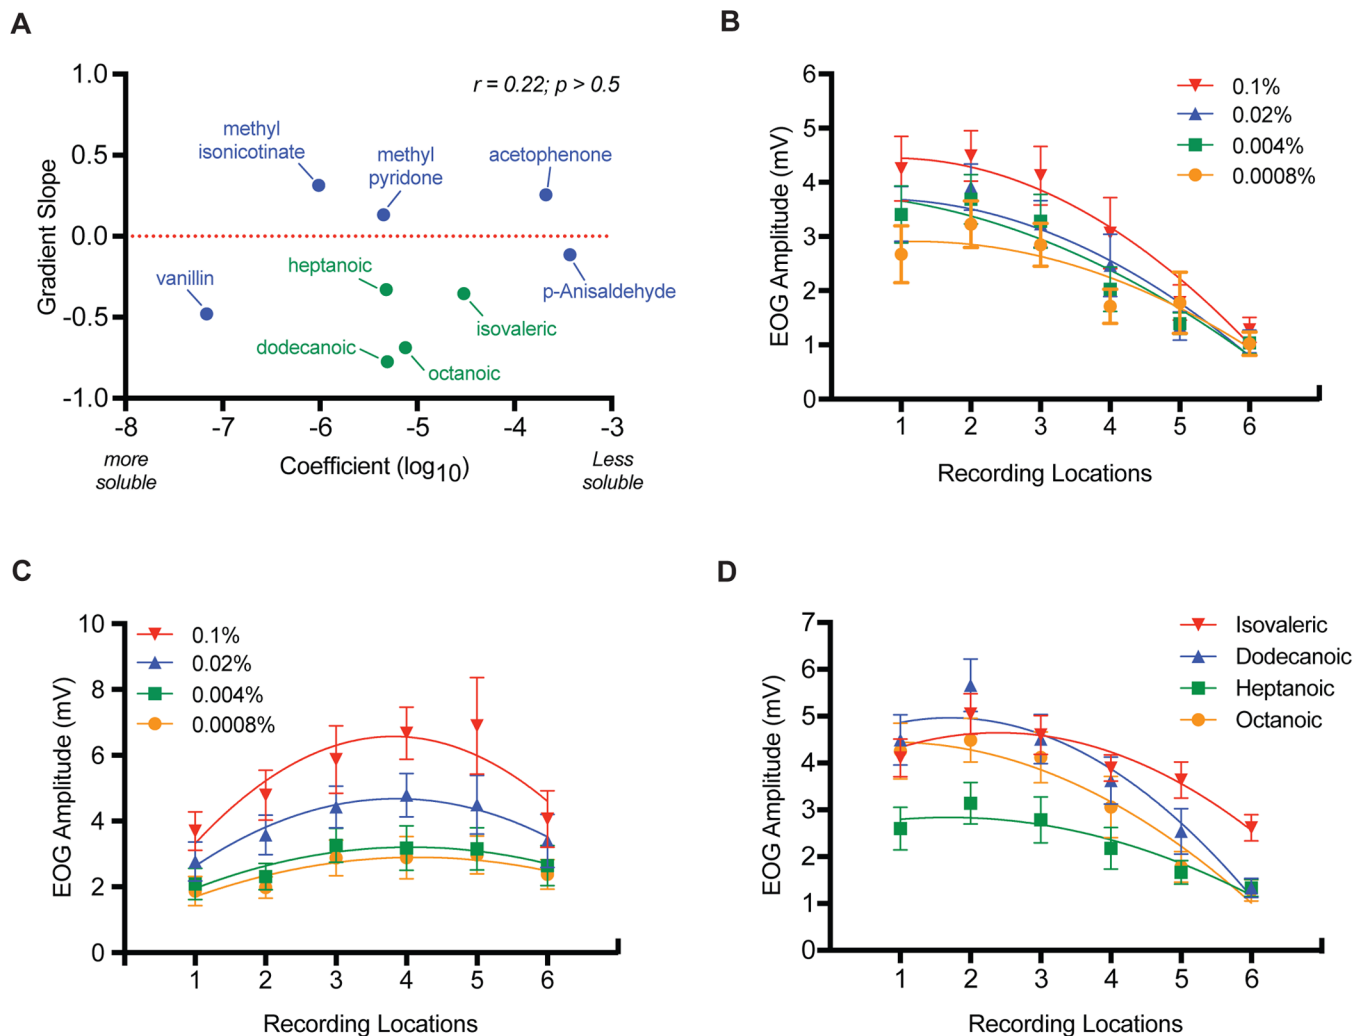 A
1.0
0.5
0.0
-0.5
-1.0
Gradient Slope
r = 0.22; p > 0.5
methyl
isonicotinate
methyl
pyridone
acetophenone
vanillin
heptanoic
isovaleric
p-Anisaldehyde
dodecanoic
octanoic
-8 -7 -6 -5 -4 -3
more
soluble
Coefficient (log10)
Less
soluble
B
6
5
4
3
2
1
0
EOG Amplitude (mV)
0.1%
0.02%
0.004%
0.0008%
1 2 3 4 5 6
Recording Locations
C
10
8
6
4
2
0
EOG Amplitude (mV)
0.1%
0.02%
0.004%
0.0008%
1 2 3 4 5 6
Recording Locations
D
7
6
5
4
3
2
1
0
EOG Amplitude (mV)
Isovaleric
Dodecanoic
Heptanoic
Octanoic
1 2 3 4 5 6
Recording Locations